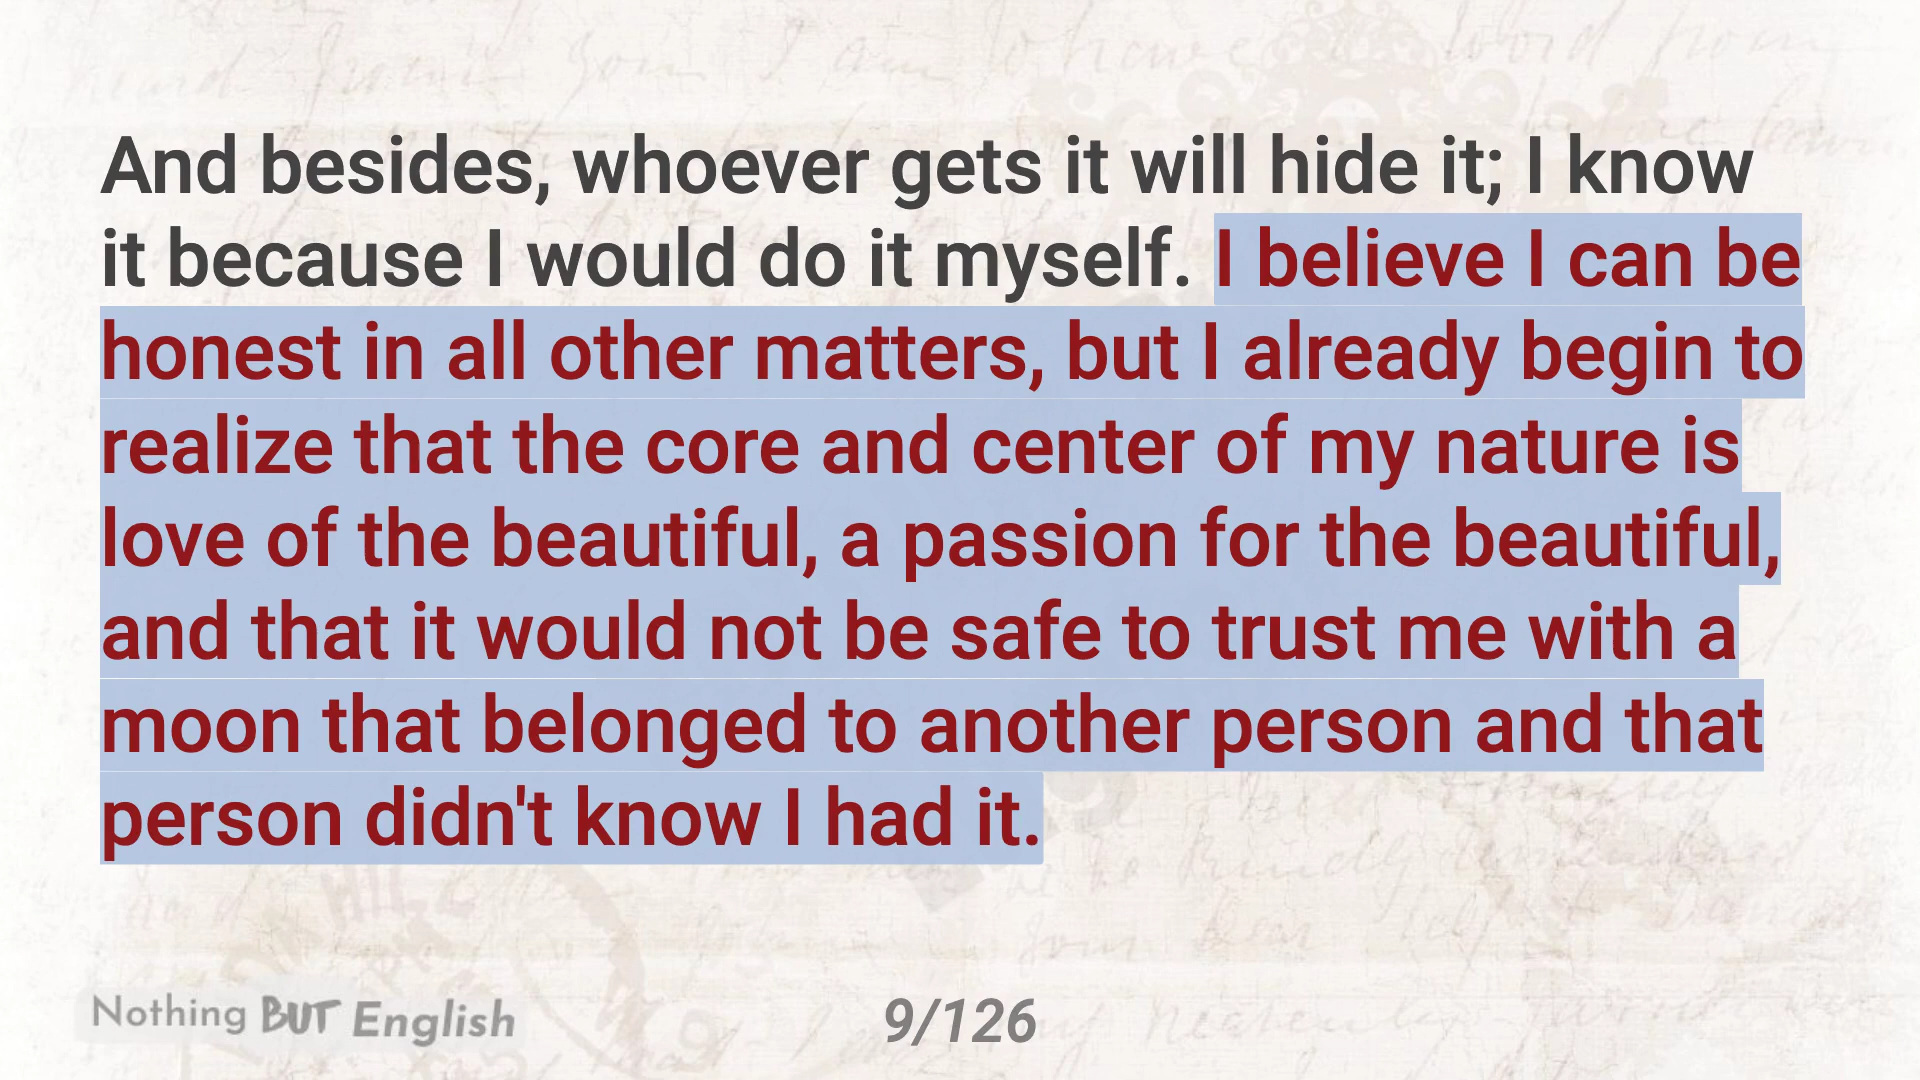 And besides, whoever gets it will hide it; I know
it because I would do it myself. I believe I can be
honest in all other matters, but I already begin to
realize that the core and center of my nature is
love of the beautiful, a passion for the beautiful,
and that it would not be safe to trust me with a
moon that belonged to another person and that
person didn't know I had it.
Nothing BUT English
9/126